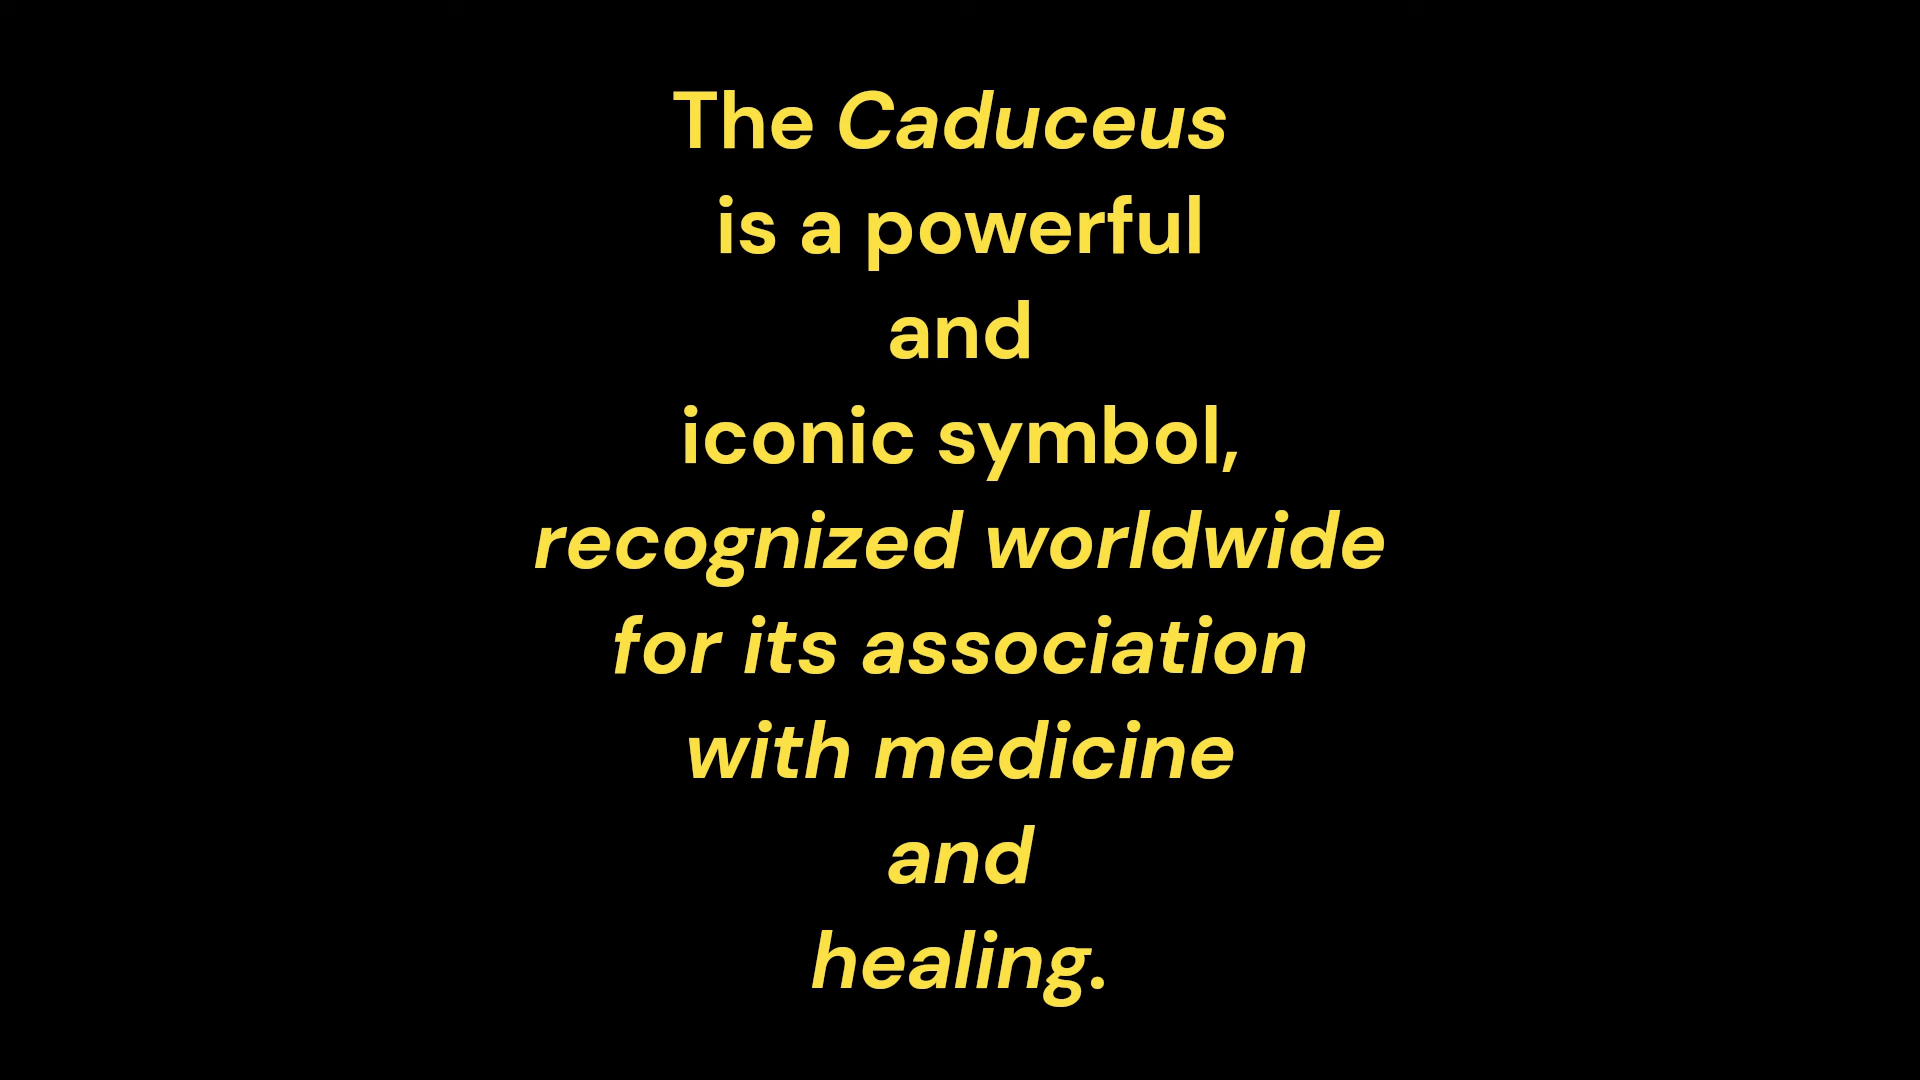 The Caduceus
is a powerful
and
iconic symbol,
recognized worldwide
for its association
with medicine
and
healing.